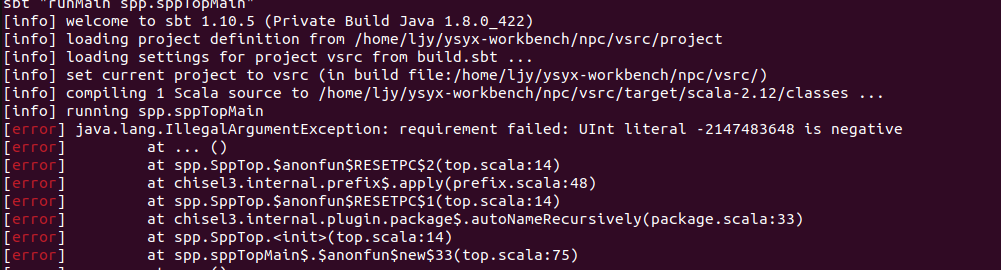 sbt "runMain spp.sppTopMain"
[info] welcome to sbt 1.10.5 (Private Build Java 1.8.0_422)
[info] loading project definition from /home/ljy/ysyx-workbench/npc/vsrc/project
[info] loading settings for project vsrc from build.sbt ...
[info] set current project to vsrc (in build file:/home/ljy/ysyx-workbench/npc/vsrc/)
[info] compiling 1 Scala source to /home/ljy/ysyx-workbench/npc/vsrc/target/scala-2.12/classes ...
[info] running spp.sppTopMain
[error] java.lang.IllegalArgumentException: requirement failed: UInt literal -2147483648 is negative
[error]         at ... ()
[error]         at spp.SppTop.$anonfun$RESETPC$2(top.scala:14)
[error]         at chisel3.internal.prefix$.apply(prefix.scala:48)
[error]         at spp.SppTop.$anonfun$RESETPC$1(top.scala:14)
[error]         at chisel3.internal.plugin.package$.autoNameRecursively(package.scala:33)
[error]         at spp.SppTop.<init>(top.scala:14)
[error]         at spp.sppTopMain$.$anonfun$new$33(top.scala:75)